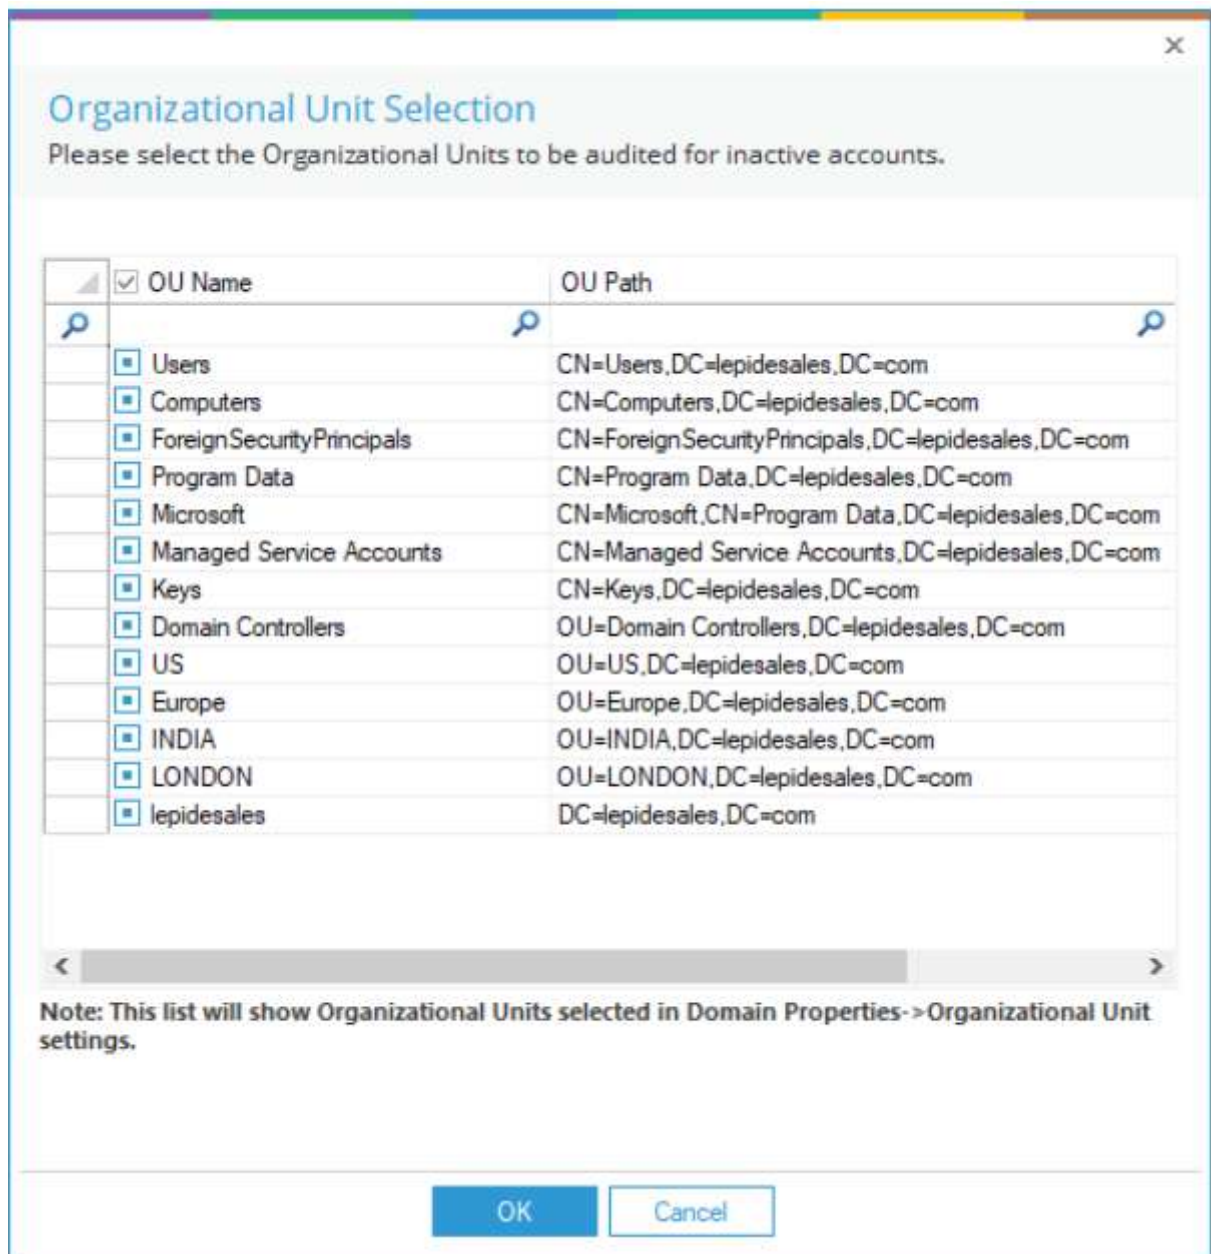 Organizational Unit Selection
Please select the Organizational Units to be audited for inactive accounts.
OU Name OU Path
Users CN=Users,DC=lepidesales,DC=com
Computers CN=Computers,DC=lepidesales,DC=com
ForeignSecurityPrincipals CN=ForeignSecurityPrincipals,DC=lepidesales,DC=com
Program Data CN=Program Data,DC=lepidesales,DC=com
Microsoft CN=Microsoft,CN=Program Data,DC=lepidesales,DC=com
Managed Service Accounts CN=Managed Service Accounts,DC=lepidesales,DC=com
Keys CN=Keys,DC=lepidesales,DC=com
Domain Controllers OU=Domain Controllers,DC=lepidesales,DC=com
US OU=US,DC=lepidesales,DC=com
Europe OU=Europe,DC=lepidesales,DC=com
INDIA OU=INDIA,DC=lepidesales,DC=com
LONDON OU=LONDON,DC=lepidesales,DC=com
lepidesales DC=lepidesales,DC=com
Note: This list will show Organizational Units selected in Domain Properties->Organizational Unit
settings.
OK Cancel